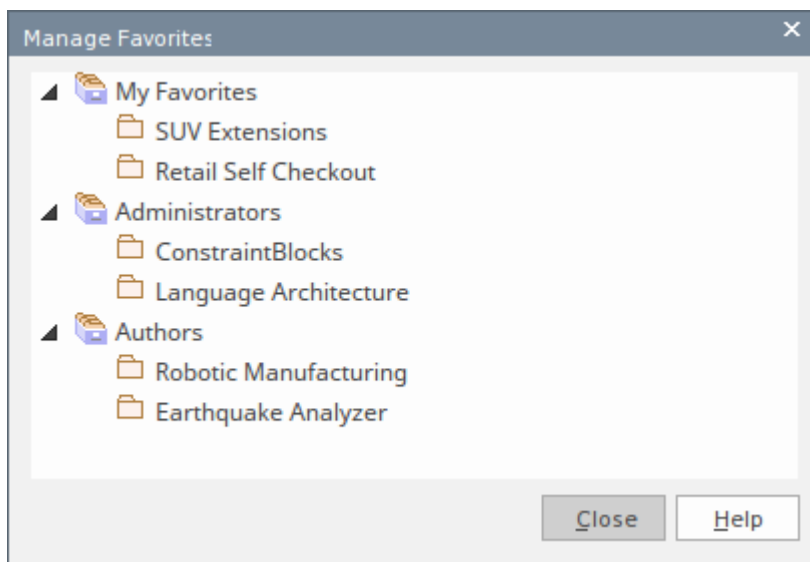 Manage Favorites
My Favorites
SUV Extensions
Retail Self Checkout
Administrators
ConstraintBlocks
Language Architecture
Authors
Robotic Manufacturing
Earthquake Analyzer
Close Help